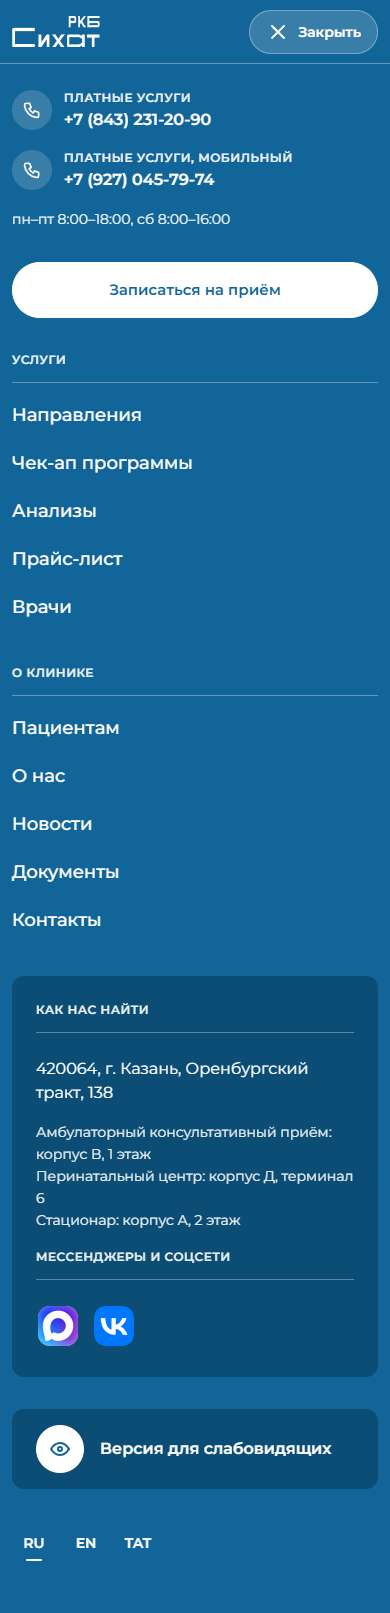 РКБ
Сихат
Закрыть
ПЛАТНЫЕ УСЛУГИ
+7 (843) 231-20-90
ПЛАТНЫЕ УСЛУГИ, МОБИЛЬНЫЙ
+7 (927) 045-79-74
пн–пт 8:00–18:00, сб 8:00–16:00
Записаться на приём
УСЛУГИ
Направления
Чек-ап программы
Анализы
Прайс-лист
Врачи
О КЛИНИКЕ
Пациентам
О нас
Новости
Документы
Контакты
КАК НАС НАЙТИ
420064, г. Казань, Оренбургский
тракт, 138
Амбулаторный консультативный приём:
корпус В, 1 этаж
Перинатальный центр: корпус Д, терминал
6
Стационар: корпус А, 2 этаж
МЕССЕНДЖЕРЫ И СОЦСЕТИ
Версия для слабовидящих
RU EN TAT